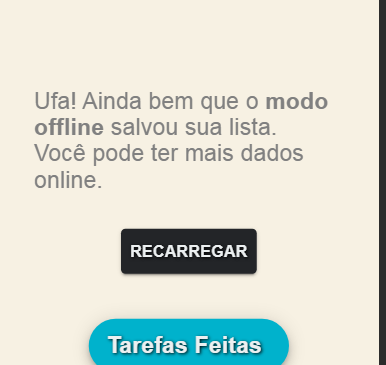 Ufa! Ainda bem que o modo
offline salvou sua lista.
Você pode ter mais dados
online.
RECARREGAR
Tarefas Feitas